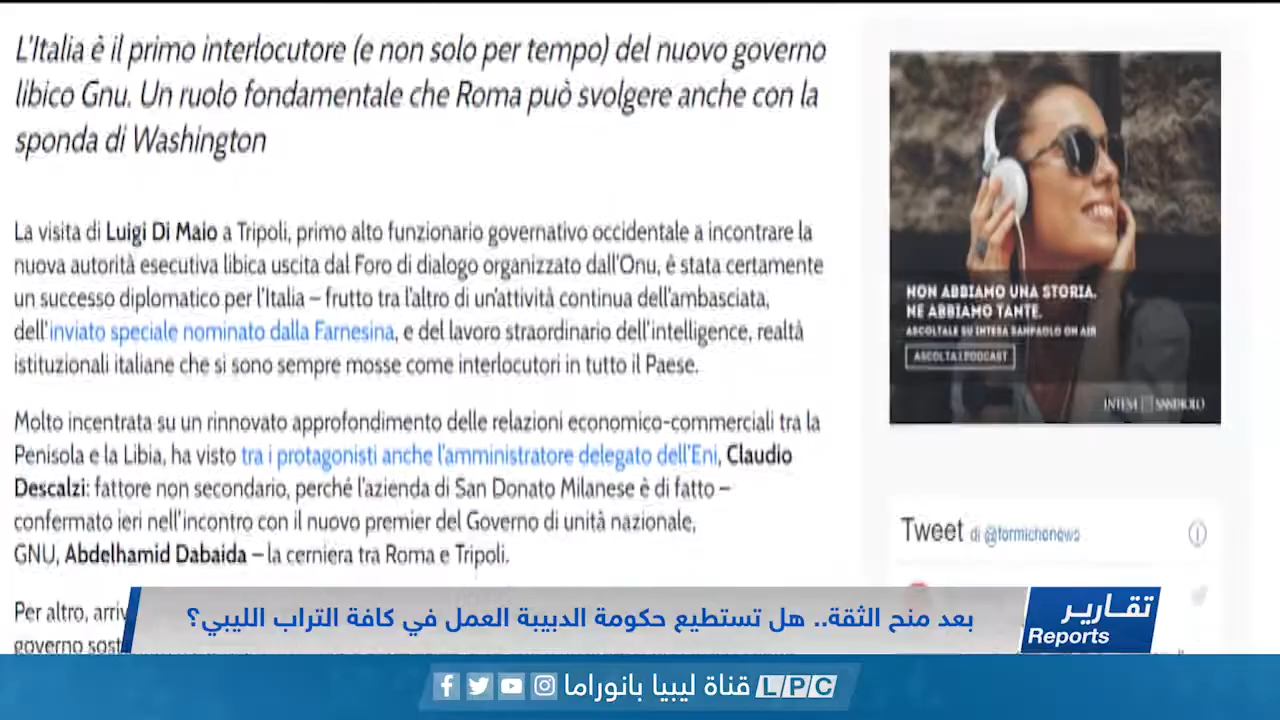 L'Italia è il primo interlocutore (e non solo per tempo) del nuovo governo
libico Gnu. Un ruolo fondamentale che Roma può svolgere anche con la
sponda di Washington
La visita di Luigi Di Maio a Tripoli, primo alto funzionario governativo occidentale a incontrare la
nuova autorità esecutiva libica uscita dal Foro di dialogo organizzato dall'Onu, è stata certamente
un successo diplomatico per l'Italia – frutto tra l'altro di un'attività continua dell'ambasciata,
dell'inviato speciale nominato dalla Farnesina, e del lavoro straordinario dell'intelligence, realtà
istituzionali italiane che si sono sempre mosse come interlocutori in tutto il Paese.
Molto incentrata su un rinnovato approfondimento delle relazioni economico-commerciali tra la
Penisola e la Libia, ha visto tra i protagonisti anche l'amministratore delegato dell'Eni, Claudio
Descalzi: fattore non secondario, perché l'azienda di San Donato Milanese è di fatto –
confermato ieri nell'incontro con il nuovo premier del Governo di unità nazionale,
GNU, Abdelhamid Dabaida – la cerniera tra Roma e Tripoli.
Per altro, arriv
governo sost
NON ABBIAMO UNA STORIA.
NE ABBIAMO TANTE.
ASCOLTALE SU INTESA SANPAOLO ON AIR
ASCOLTA I PODCAST
INTESA SANPAOLO
Tweet di @formichenews
تقارير
Reports
بعد منح الثقة.. هل تستطيع حكومة الدبيبة العمل في كافة التراب الليبي؟
قناة ليبيا بانوراما LPC